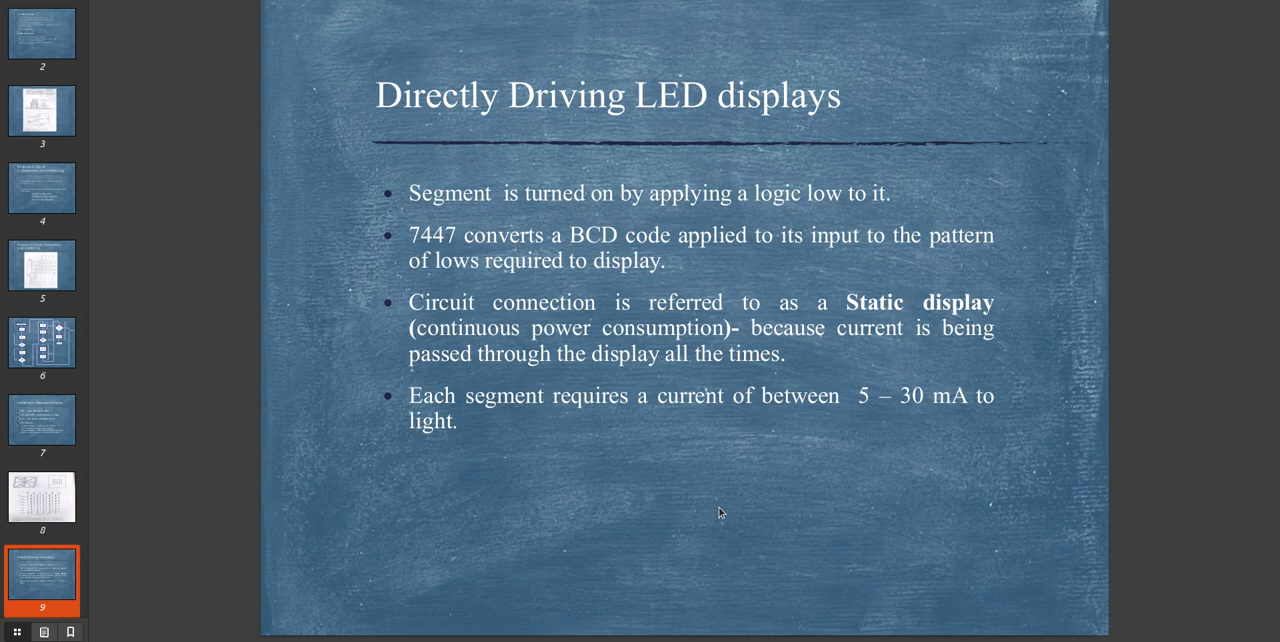 2
3
4
5
6
7
8
9
Directly Driving LED displays
Segment  is turned on by applying a logic low to it.
7447 converts a BCD code applied to its input to the pattern
of lows required to display.
Circuit connection is referred to as a Static display
(continuous power consumption)- because current is being
passed through the display all the times.
Each segment requires a current of between  5 – 30 mA to
light.